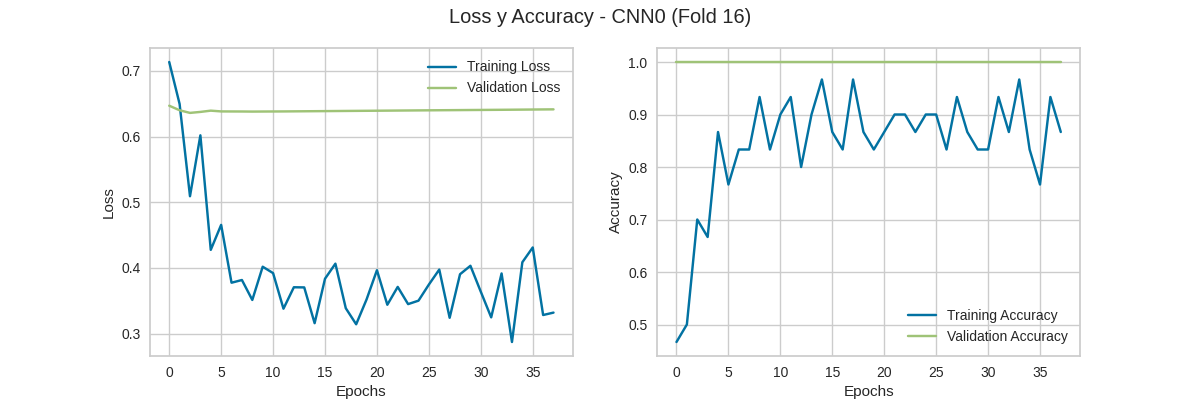 Loss y Accuracy - CNN0 (Fold 16)
Training Loss
Validation Loss
0.7
0.6
0.5
0.4
0.3
Loss
0 5 10 15 20 25 30 35
Epochs
1.0
0.9
0.8
0.7
0.6
0.5
Accuracy
Training Accuracy
Validation Accuracy
0 5 10 15 20 25 30 35
Epochs